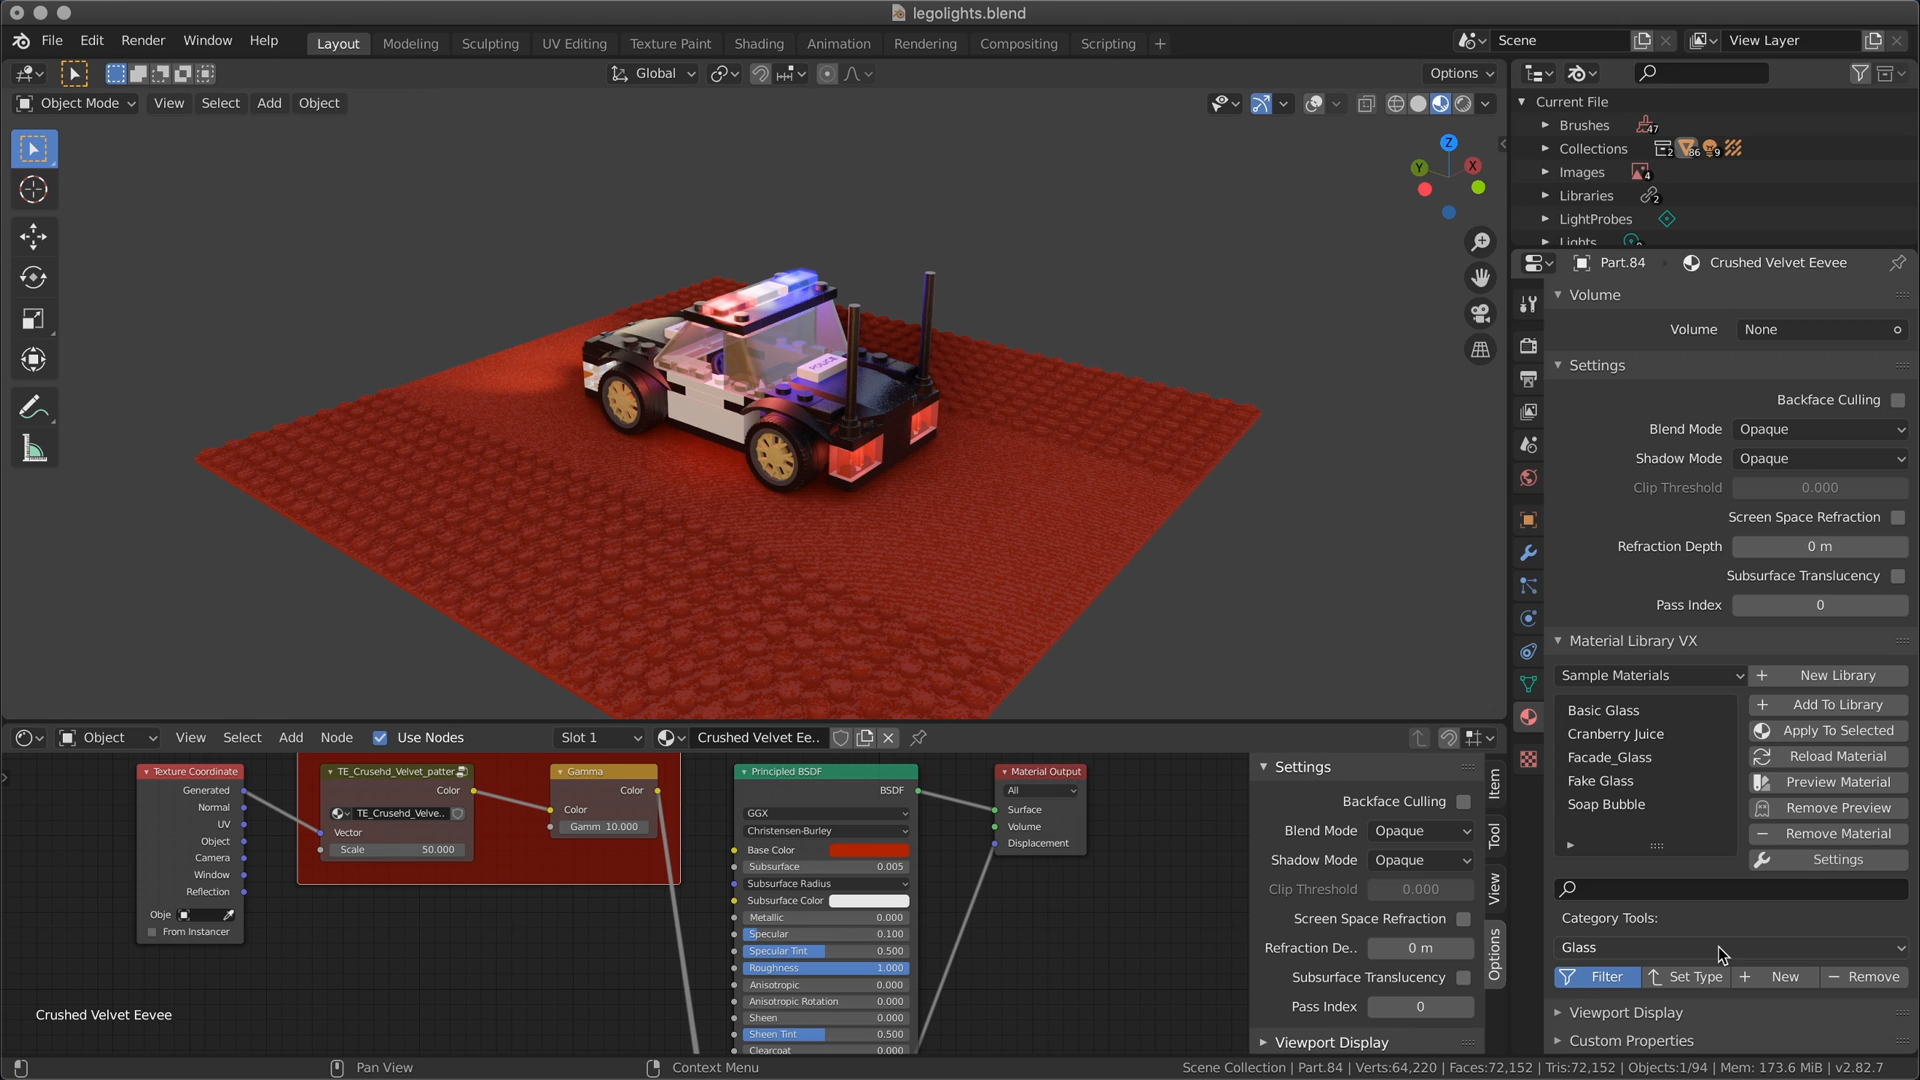 legolights.blend
File Edit Render Window Help Layout Modeling Sculpting UV Editing Texture Paint Shading Animation Rendering Compositing Scripting + Scene View Layer
Global Options
Object Mode View Select Add Object
Z
Y
X
POLICE
Current File
Brushes 47
Collections 2 86 9
Images 4
Libraries 2
LightProbes
Lights
Part.84 Crushed Velvet Eevee
Volume
Volume None
Settings
Backface Culling
Blend Mode Opaque
Shadow Mode Opaque
Clip Threshold 0.000
Screen Space Refraction
Refraction Depth 0 m
Subsurface Translucency
Pass Index 0
Material Library VX
Sample Materials + New Library
Basic Glass + Add To Library
Cranberry Juice Apply To Selected
Facade_Glass Reload Material
Fake Glass Preview Material
Soap Bubble Remove Preview
Remove Material
Settings
Category Tools:
Glass
Filter Set Type + New − Remove
Viewport Display
Custom Properties
Object View Select Add Node Use Nodes Slot 1 Crushed Velvet Ee..
Texture Coordinate
Generated
Normal
UV
Object
Camera
Window
Reflection
Obje
From Instancer
TE_Crusehd_Velvet_patter
Color
TE_Crusehd_Velve..
Vector
Scale 50.000
Gamma
Color
Color
Gamm 10.000
Principled BSDF
BSDF
GGX
Christensen-Burley
Base Color
Subsurface 0.005
Subsurface Radius
Subsurface Color
Metallic 0.000
Specular 0.100
Specular Tint 0.500
Roughness 1.000
Anisotropic 0.000
Anisotropic Rotation 0.000
Sheen 0.000
Sheen Tint 0.500
Clearcoat 0.000
Material Output
All
Surface
Volume
Displacement
Settings
Backface Culling
Blend Mode Opaque
Shadow Mode Opaque
Clip Threshold 0.000
Screen Space Refraction
Refraction De.. 0 m
Subsurface Translucency
Pass Index 0
Viewport Display
Item
Tool
View
Options
Crushed Velvet Eevee
Pan View Context Menu Scene Collection | Part.84 | Verts:64,220 | Faces:72,152 | Tris:72,152 | Objects:1/94 | Mem: 173.6 MiB | v2.82.7